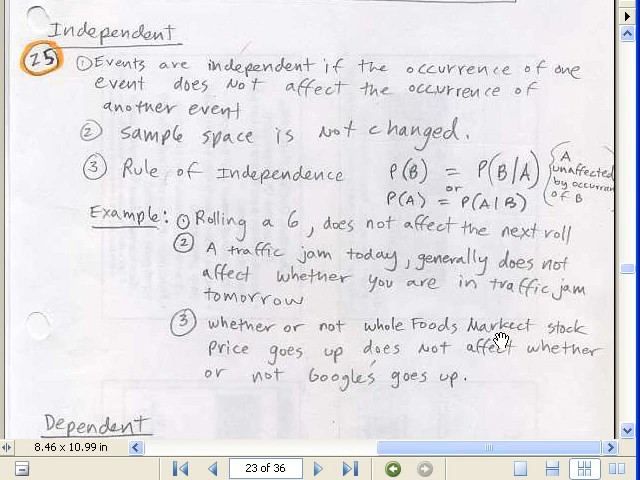 Independent
25 ① Events are independent if the occurrence of one
event does Not affect the occurrence of
another event
② Sample space is Not changed.
③ Rule of Independence P(B) = P(B|A)
or
P(A) = P(A|B)
A
unaffected
by occurran
of B
Example: ① Rolling a 6, does not affect the next roll
② A traffic jam today, generally does not
affect whether you are in traffic jam
tomorrow
③ whether or not whole Foods Markect stock
Price goes up does Not affect whether
or not Googles goes up.
Dependent
8.46 x 10.99 in
23 of 36